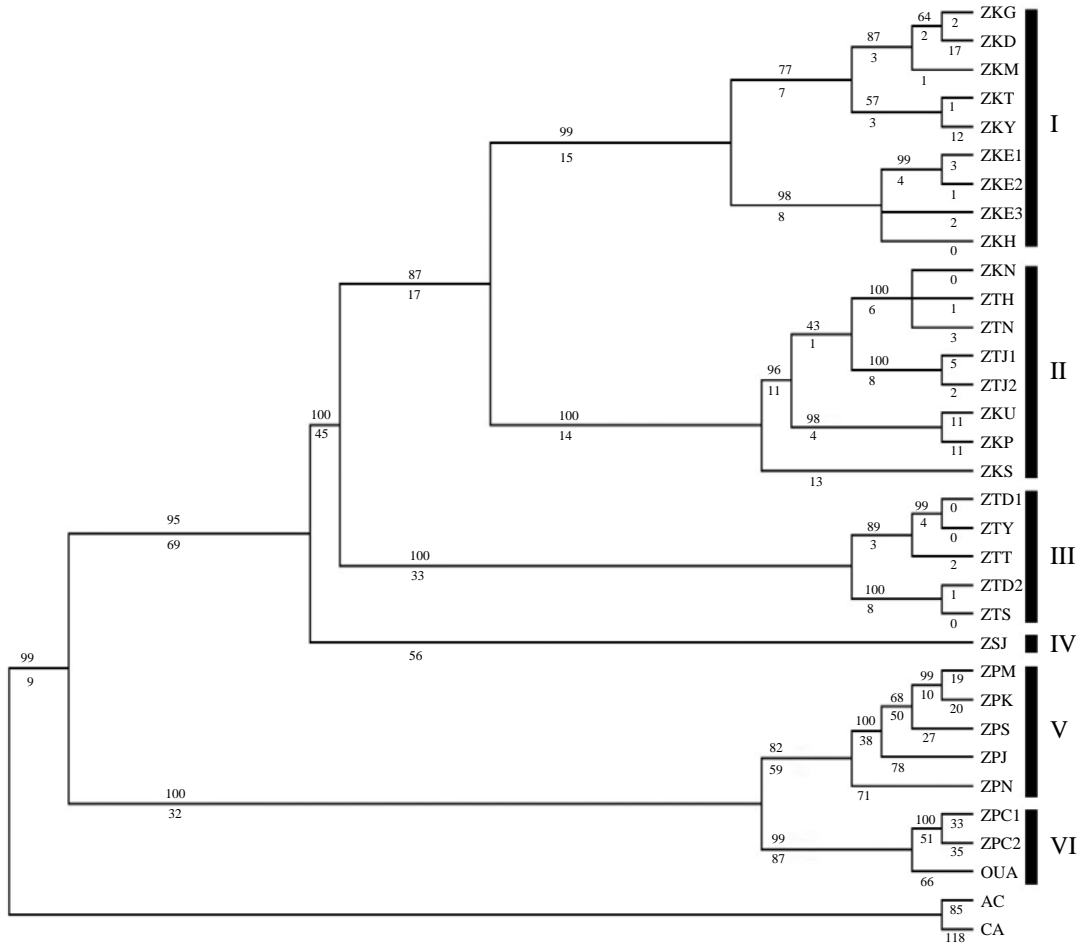 ZKG
64
2
2
ZKD
87
17
3
ZKM
77
1
7
ZKT
57
1
3
ZKY
12
I
99
15
ZKE1
99
3
4
ZKE2
1
98
8
ZKE3
2
ZKH
0
87
17
ZKN
0
100
6
ZTH
1
ZTN
3
43
1
ZTJ1
100
5
8
ZTJ2
2
II
96
11
ZKU
98
11
4
ZKP
11
100
14
ZKS
13
100
45
ZTD1
99
0
4
ZTY
0
89
3
ZTT
2
III
100
33
ZTD2
100
1
8
ZTS
0
95
69
ZSJ
56
IV
99
9
ZPM
99
19
10
ZPK
20
68
50
ZPS
27
V
100
38
ZPJ
78
82
59
ZPN
71
100
32
ZPC1
100
33
51
ZPC2
35
VI
99
87
OUA
66
AC
85
CA
118